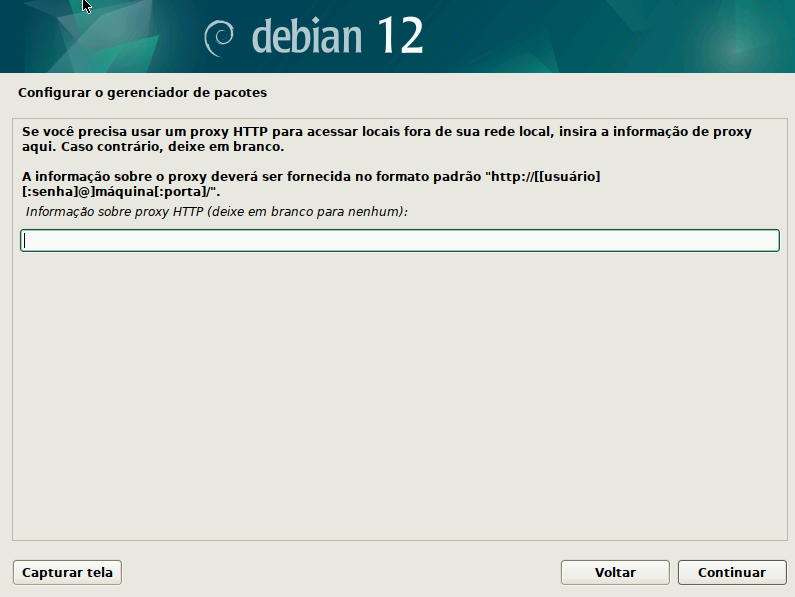 debian 12
Configurar o gerenciador de pacotes
Se você precisa usar um proxy HTTP para acessar locais fora de sua rede local, insira a informação de proxy
aqui. Caso contrário, deixe em branco.
A informação sobre o proxy deverá ser fornecida no formato padrão "http://[[usuário]
[:senha]@]máquina[:porta]/".
Informação sobre proxy HTTP (deixe em branco para nenhum):
Capturar tela
Voltar
Continuar